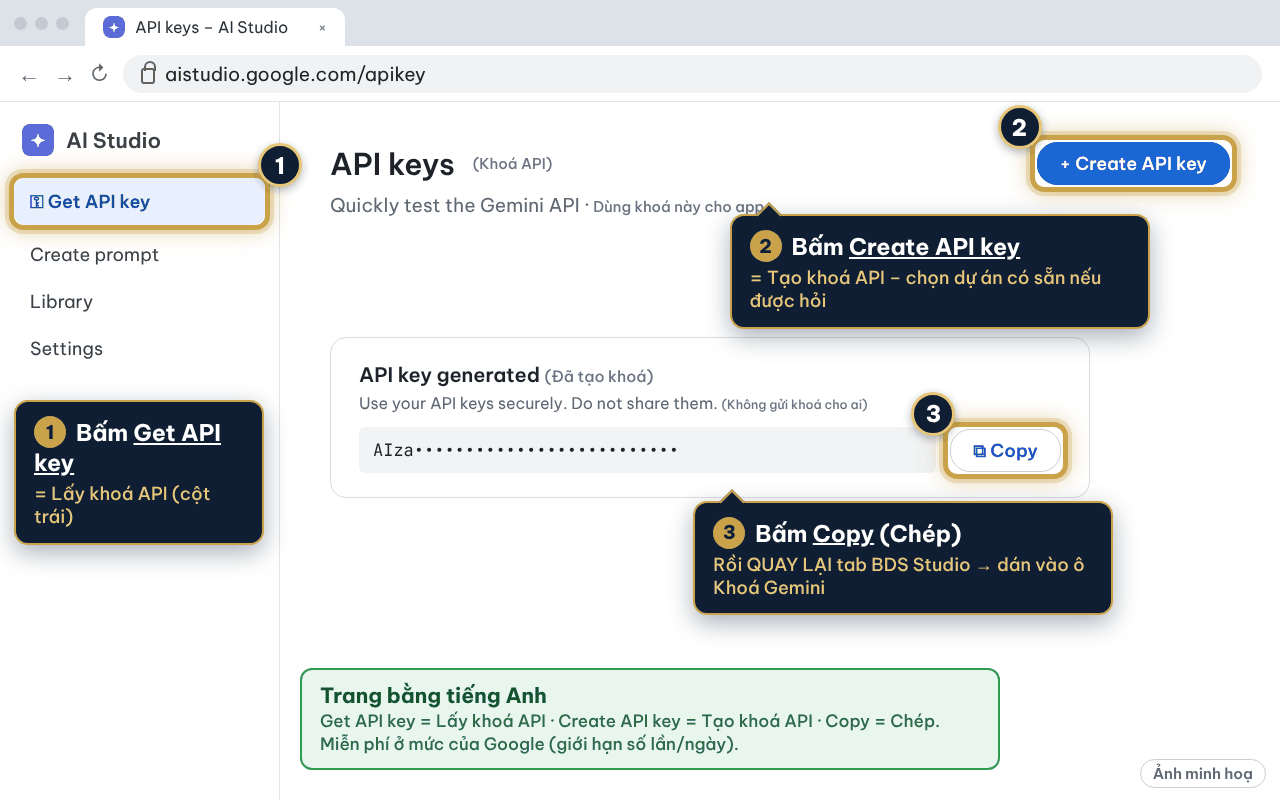 API keys – AI Studio ×
aistudio.google.com/apikey
AI Studio
1
Get API key
Create prompt
Library
Settings
1 Bấm Get API
key
= Lấy khoá API (cột
trái)
API keys (Khoá API)
2
+ Create API key
Quickly test the Gemini API · Dùng khoá này cho app
2 Bấm Create API key
= Tạo khoá API – chọn dự án có sẵn nếu
được hỏi
API key generated (Đã tạo khoá)
Use your API keys securely. Do not share them. (Không gửi khoá cho ai)
AIza••••••••••••••••••••••••••
3
Copy
3 Bấm Copy (Chép)
Rồi QUAY LẠI tab BDS Studio → dán vào ô
Khoá Gemini
Trang bằng tiếng Anh
Get API key = Lấy khoá API · Create API key = Tạo khoá API · Copy = Chép.
Miễn phí ở mức của Google (giới hạn số lần/ngày).
Ảnh minh hoạ